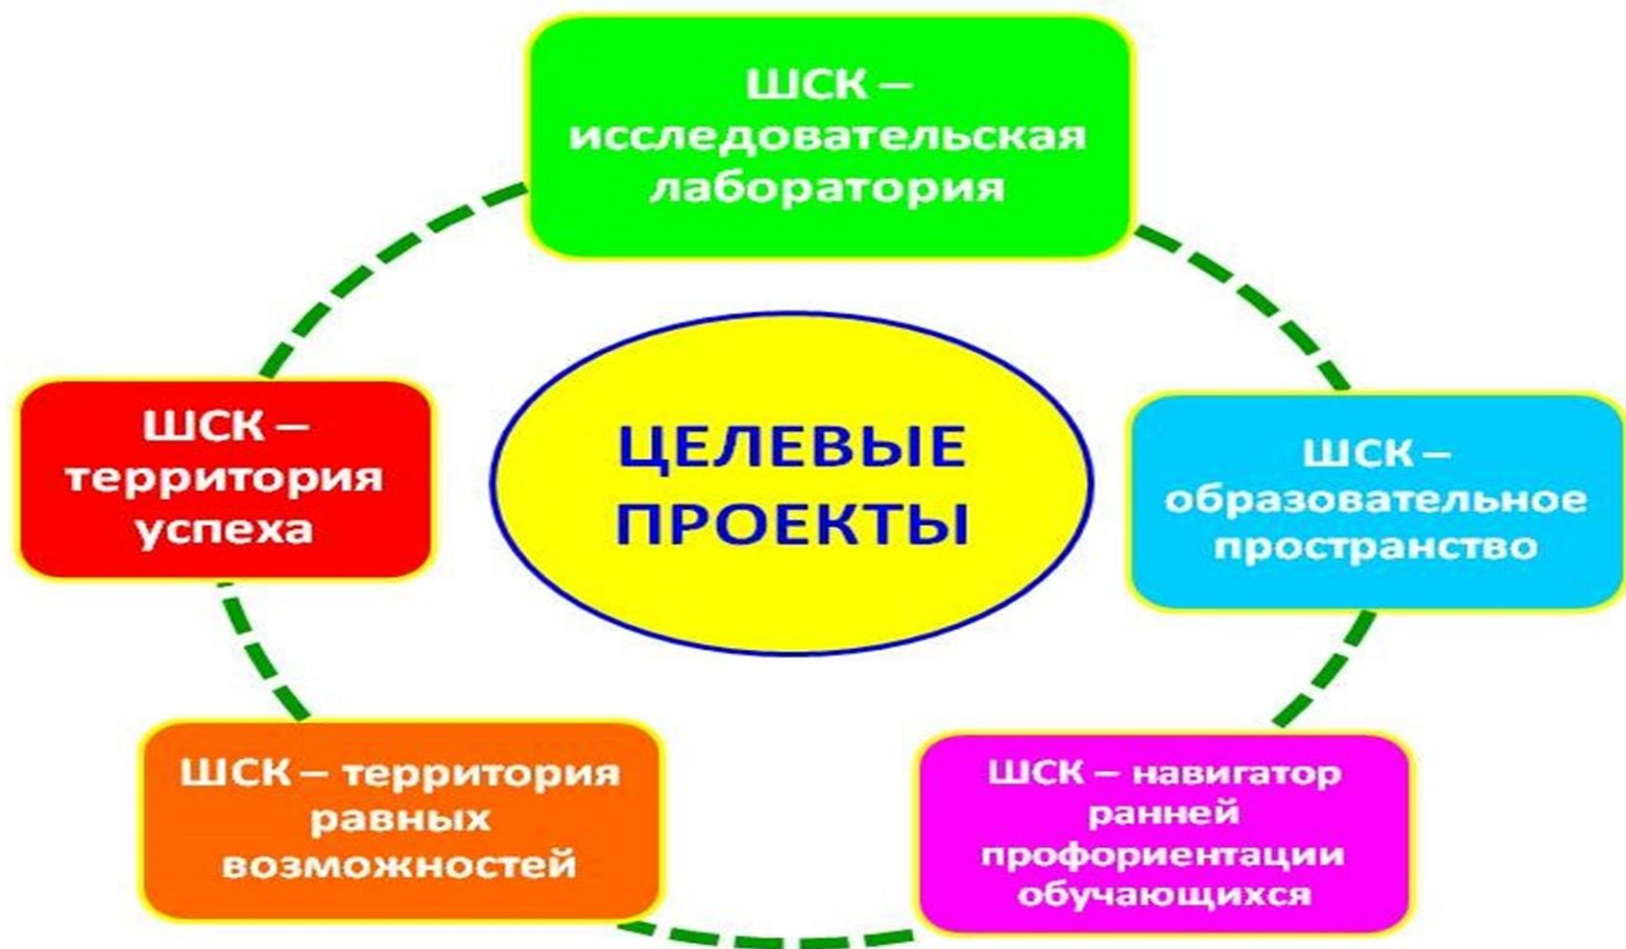 ШСК –
исследовательская
лаборатория
ШСК –
территория
успеха
ЦЕЛЕВЫЕ
ПРОЕКТЫ
ШСК –
образовательное
пространство
ШСК – территория
равных
возможностей
ШСК – навигатор
ранней
профориентации
обучающихся